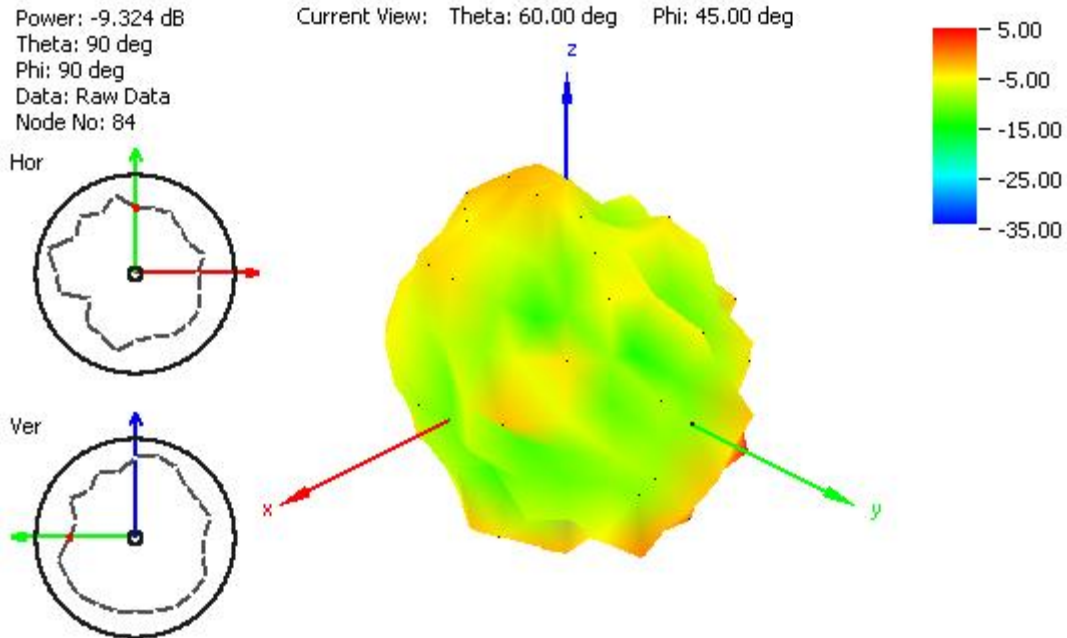 Power: -9.324 dB
Theta: 90 deg
Phi: 90 deg
Data: Raw Data
Node No: 84
Current View: Theta: 60.00 deg Phi: 45.00 deg
Hor
Ver
z
x
y
5.00
-5.00
-15.00
-25.00
-35.00